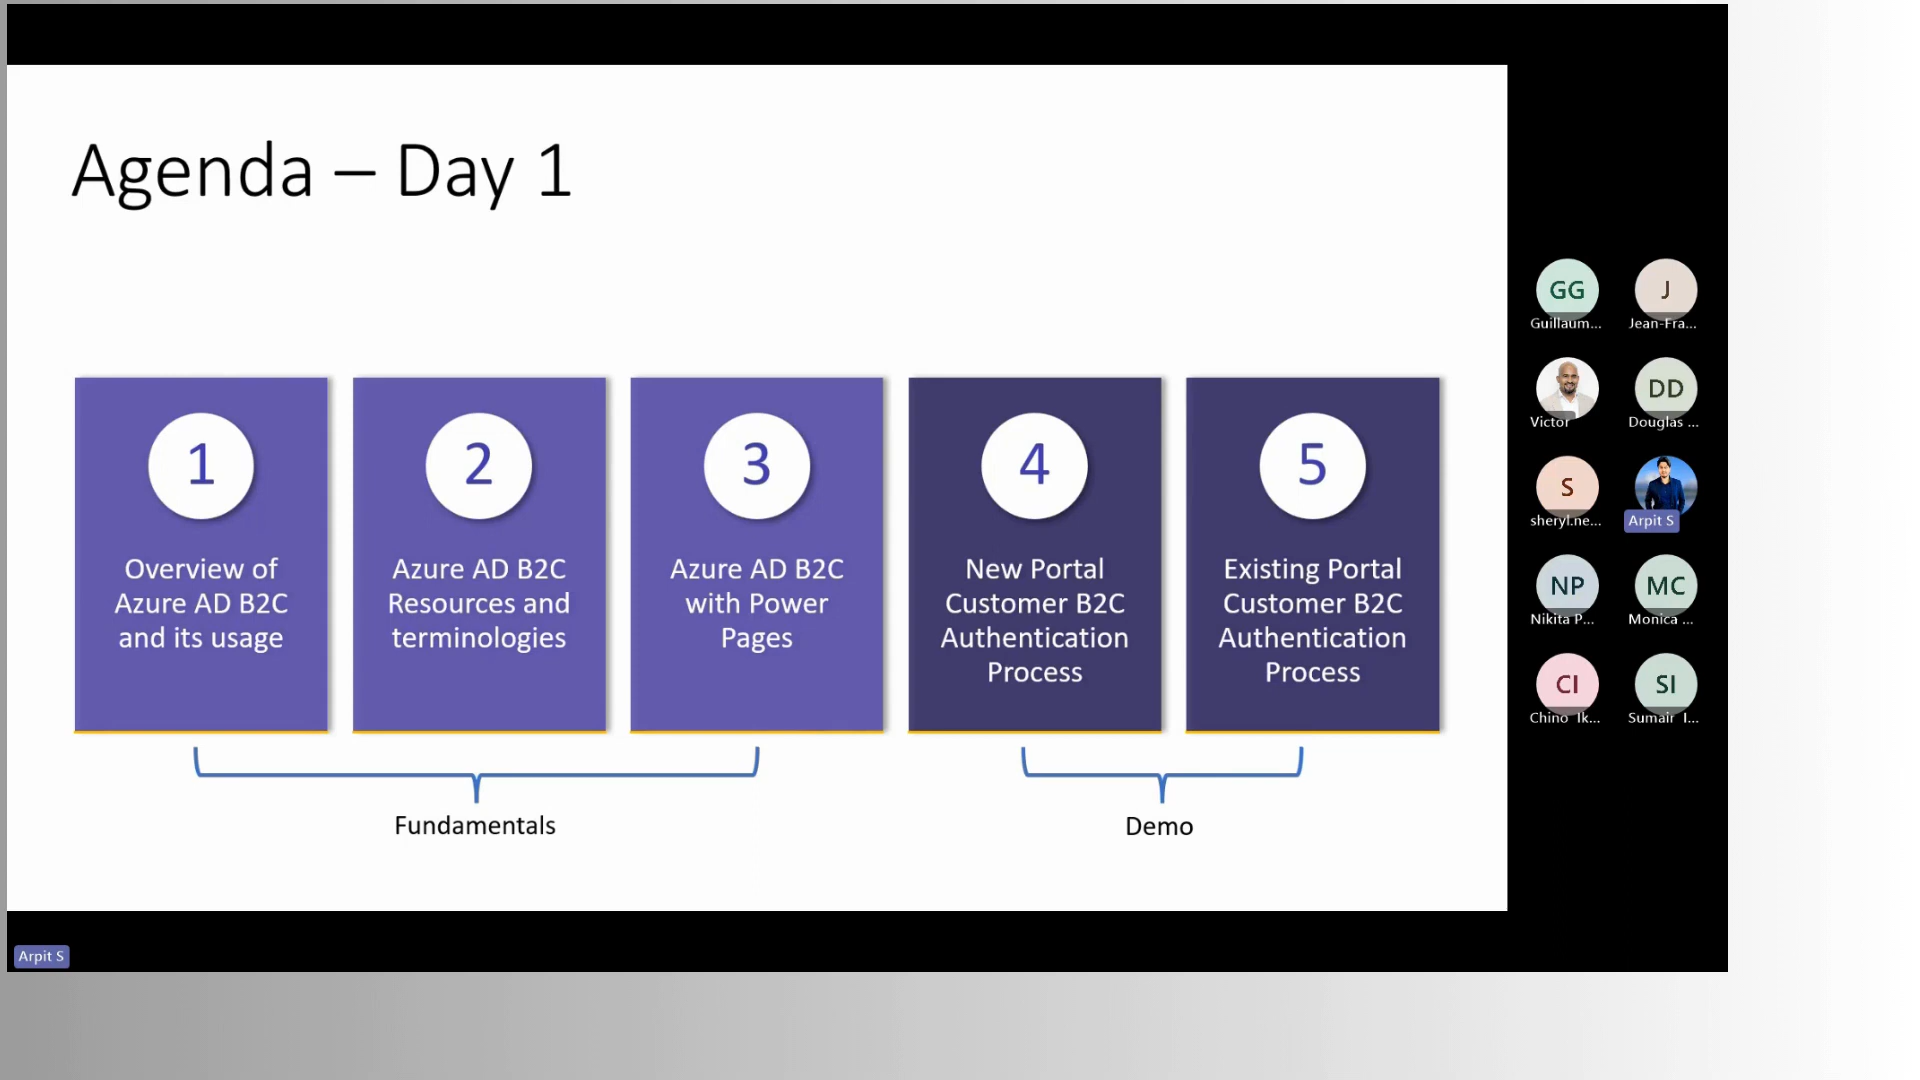 Agenda – Day 1
1
Overview of
Azure AD B2C
and its usage
2
Azure AD B2C
Resources and
terminologies
3
Azure AD B2C
with Power
Pages
4
New Portal
Customer B2C
Authentication
Process
5
Existing Portal
Customer B2C
Authentication
Process
Fundamentals
Demo
GG
Guillaum...
J
Jean-Fra...
Victor
DD
Douglas ...
S
sheryl.ne...
Arpit S
NP
Nikita P...
MC
Monica ...
CI
Chino Ik...
SI
Sumair I...
Arpit S